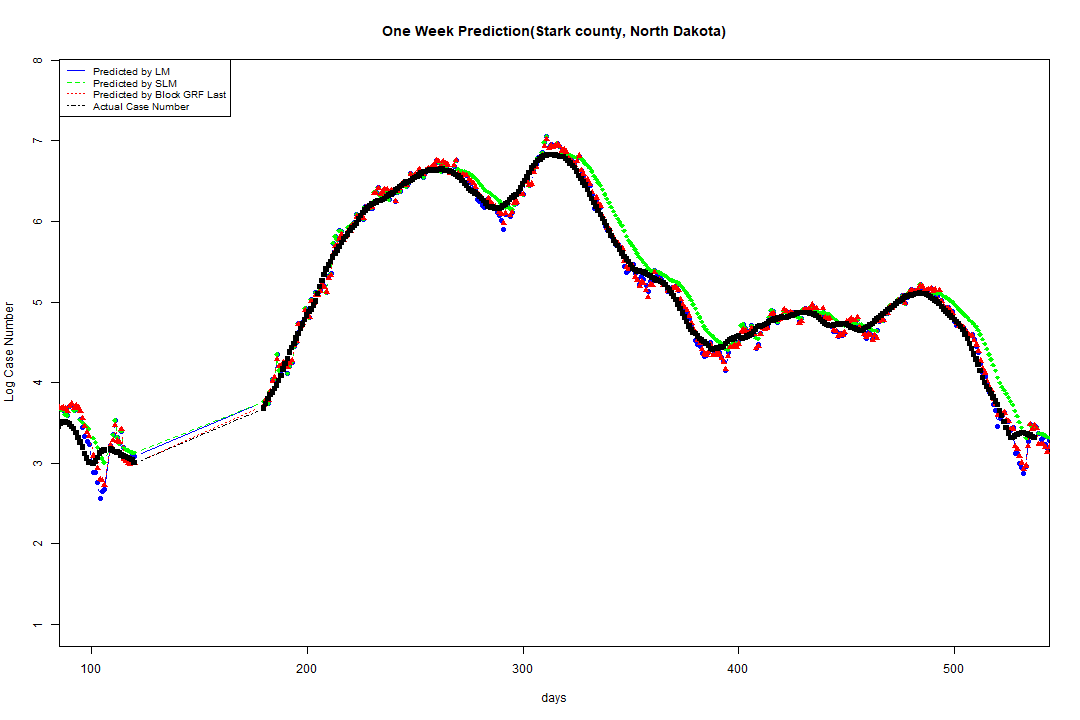 One Week Prediction(Stark county, North Dakota)
Predicted by LM
Predicted by SLM
Predicted by Block GRF Last
Actual Case Number
8
7
6
5
4
3
2
1
Log Case Number
100 200 300 400 500
days